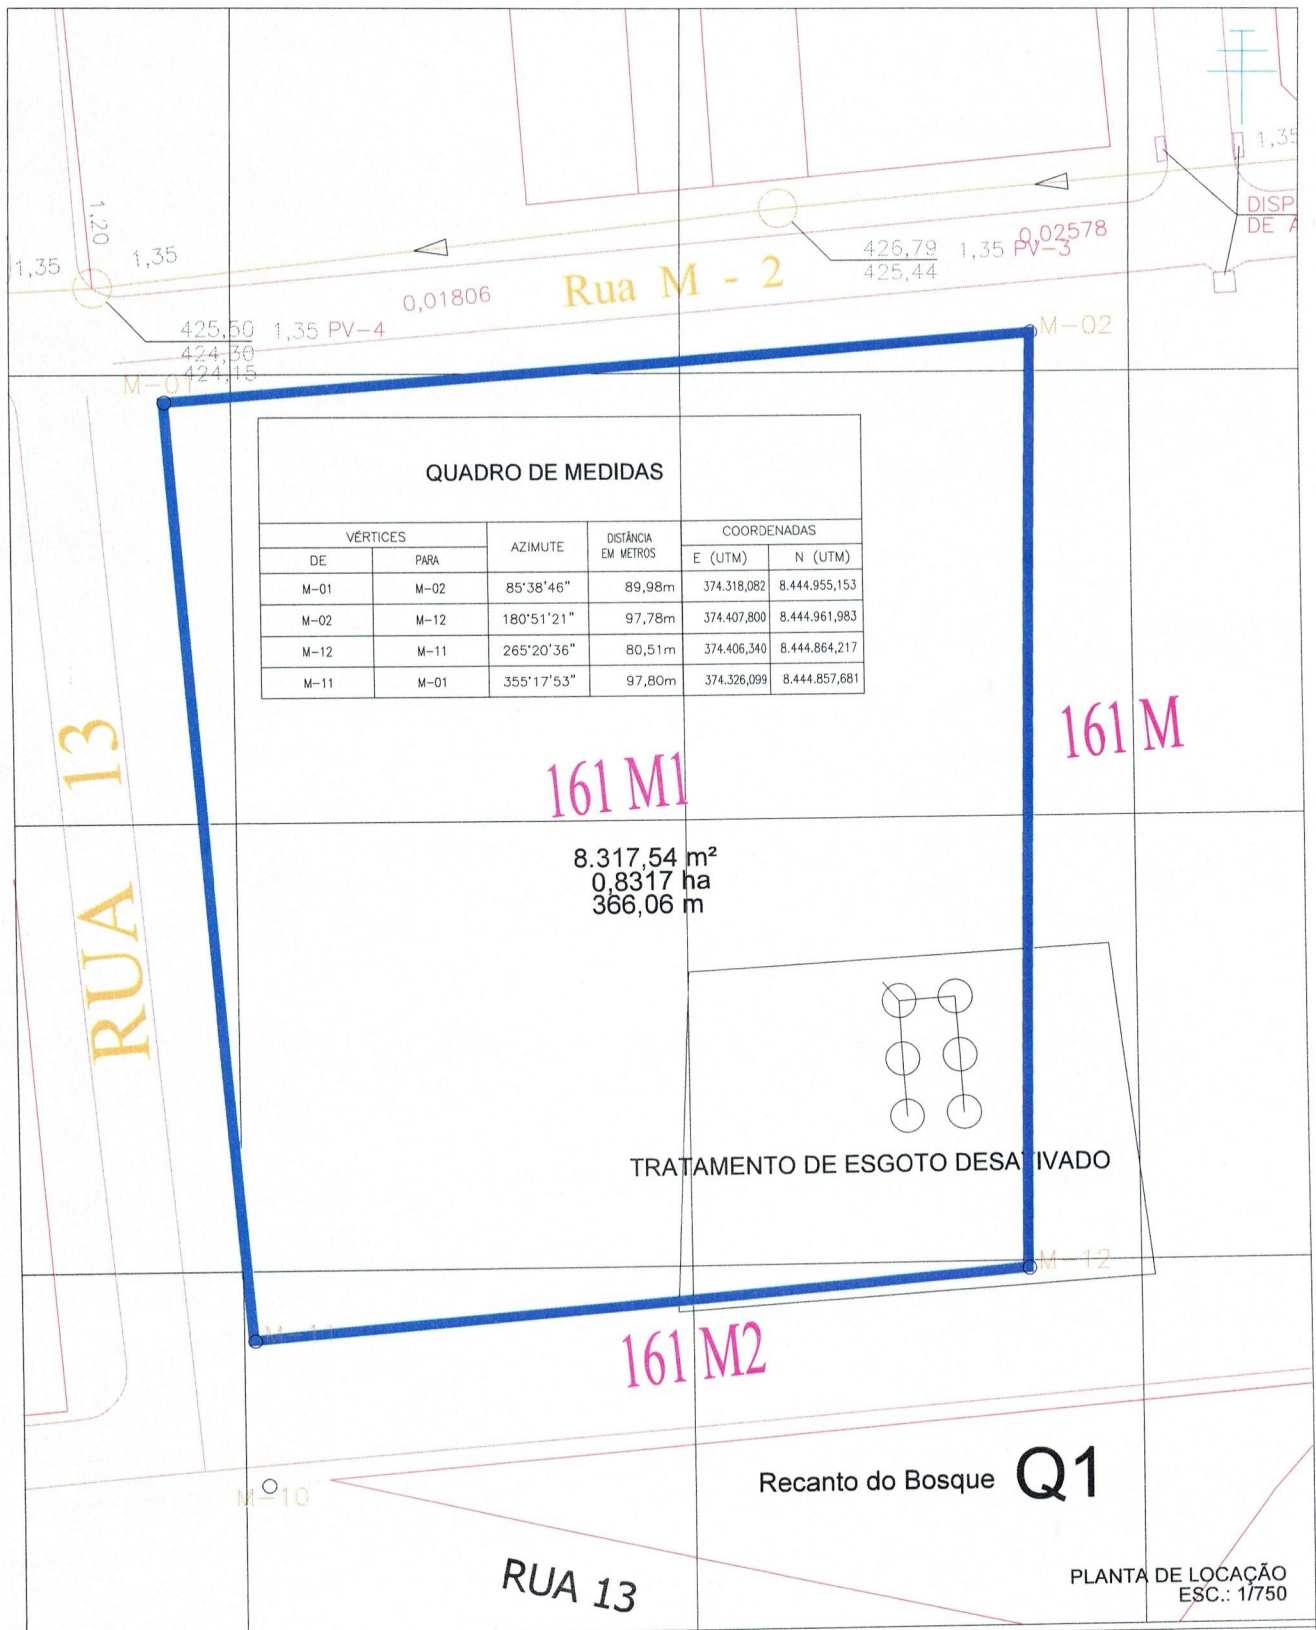 1,20
1,35
1,35
1,35
DISP
DE A
0,02578
426,79 1,35 PV-3
425,44
Rua M - 2
0,01806
425,50 1,35 PV-4
424,30
424,15
M-01
M-02
QUADRO DE MEDIDAS
VÉRTICES AZIMUTE DISTÂNCIA EM METROS COORDENADAS
DE PARA E (UTM) N (UTM)
M-01 M-02 85°38'46" 89,98m 374.318,082 8.444.955,153
M-02 M-12 180°51'21" 97,78m 374.407,800 8.444.961,983
M-12 M-11 265°20'36" 80,51m 374.406,340 8.444.864,217
M-11 M-01 355°17'53" 97,80m 374.326,099 8.444.857,681
RUA 13
161 M1
161 M
8.317,54 m²
0,8317 ha
366,06 m
TRATAMENTO DE ESGOTO DESATIVADO
M-12
M-11
161 M2
M-10
Recanto do Bosque Q1
RUA 13
PLANTA DE LOCAÇÃO
ESC.: 1/750